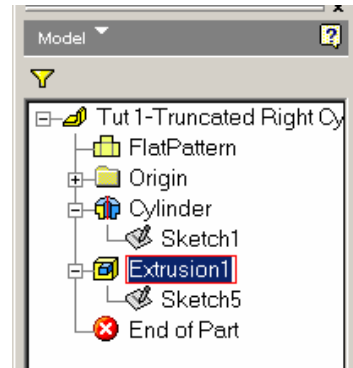 Model
Tut 1-Truncated Right Cy
FlatPattern
Origin
Cylinder
Sketch1
Extrusion1
Sketch5
End of Part